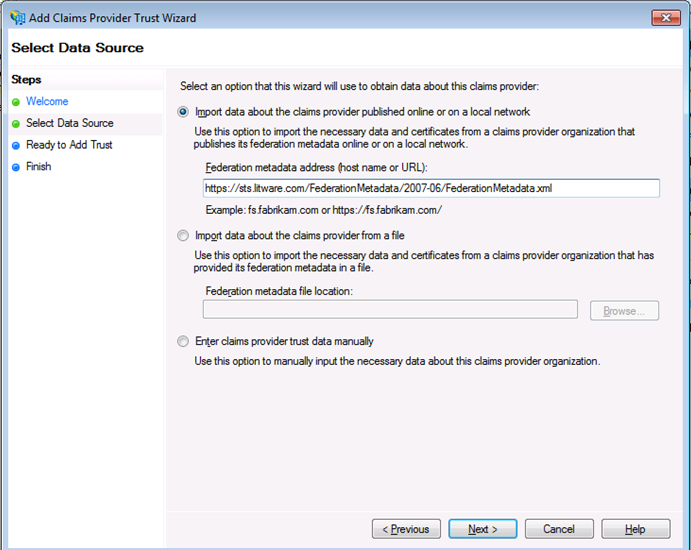 Add Claims Provider Trust Wizard
Select Data Source
Steps
Welcome
Select Data Source
Ready to Add Trust
Finish
Select an option that this wizard will use to obtain data about this claims provider:
Import data about the claims provider published online or on a local network
Use this option to import the necessary data and certificates from a claims provider organization that
publishes its federation metadata online or on a local network.
Federation metadata address (host name or URL):
https://sts.litware.com/FederationMetadata/2007-06/FederationMetadata.xml
Example: fs.fabrikam.com or https://fs.fabrikam.com/
Import data about the claims provider from a file
Use this option to import the necessary data and certificates from a claims provider organization that has
provided its federation metadata in a file.
Federation metadata file location:
Browse...
Enter claims provider trust data manually
Use this option to manually input the necessary data about this claims provider organization.
< Previous
Next >
Cancel
Help